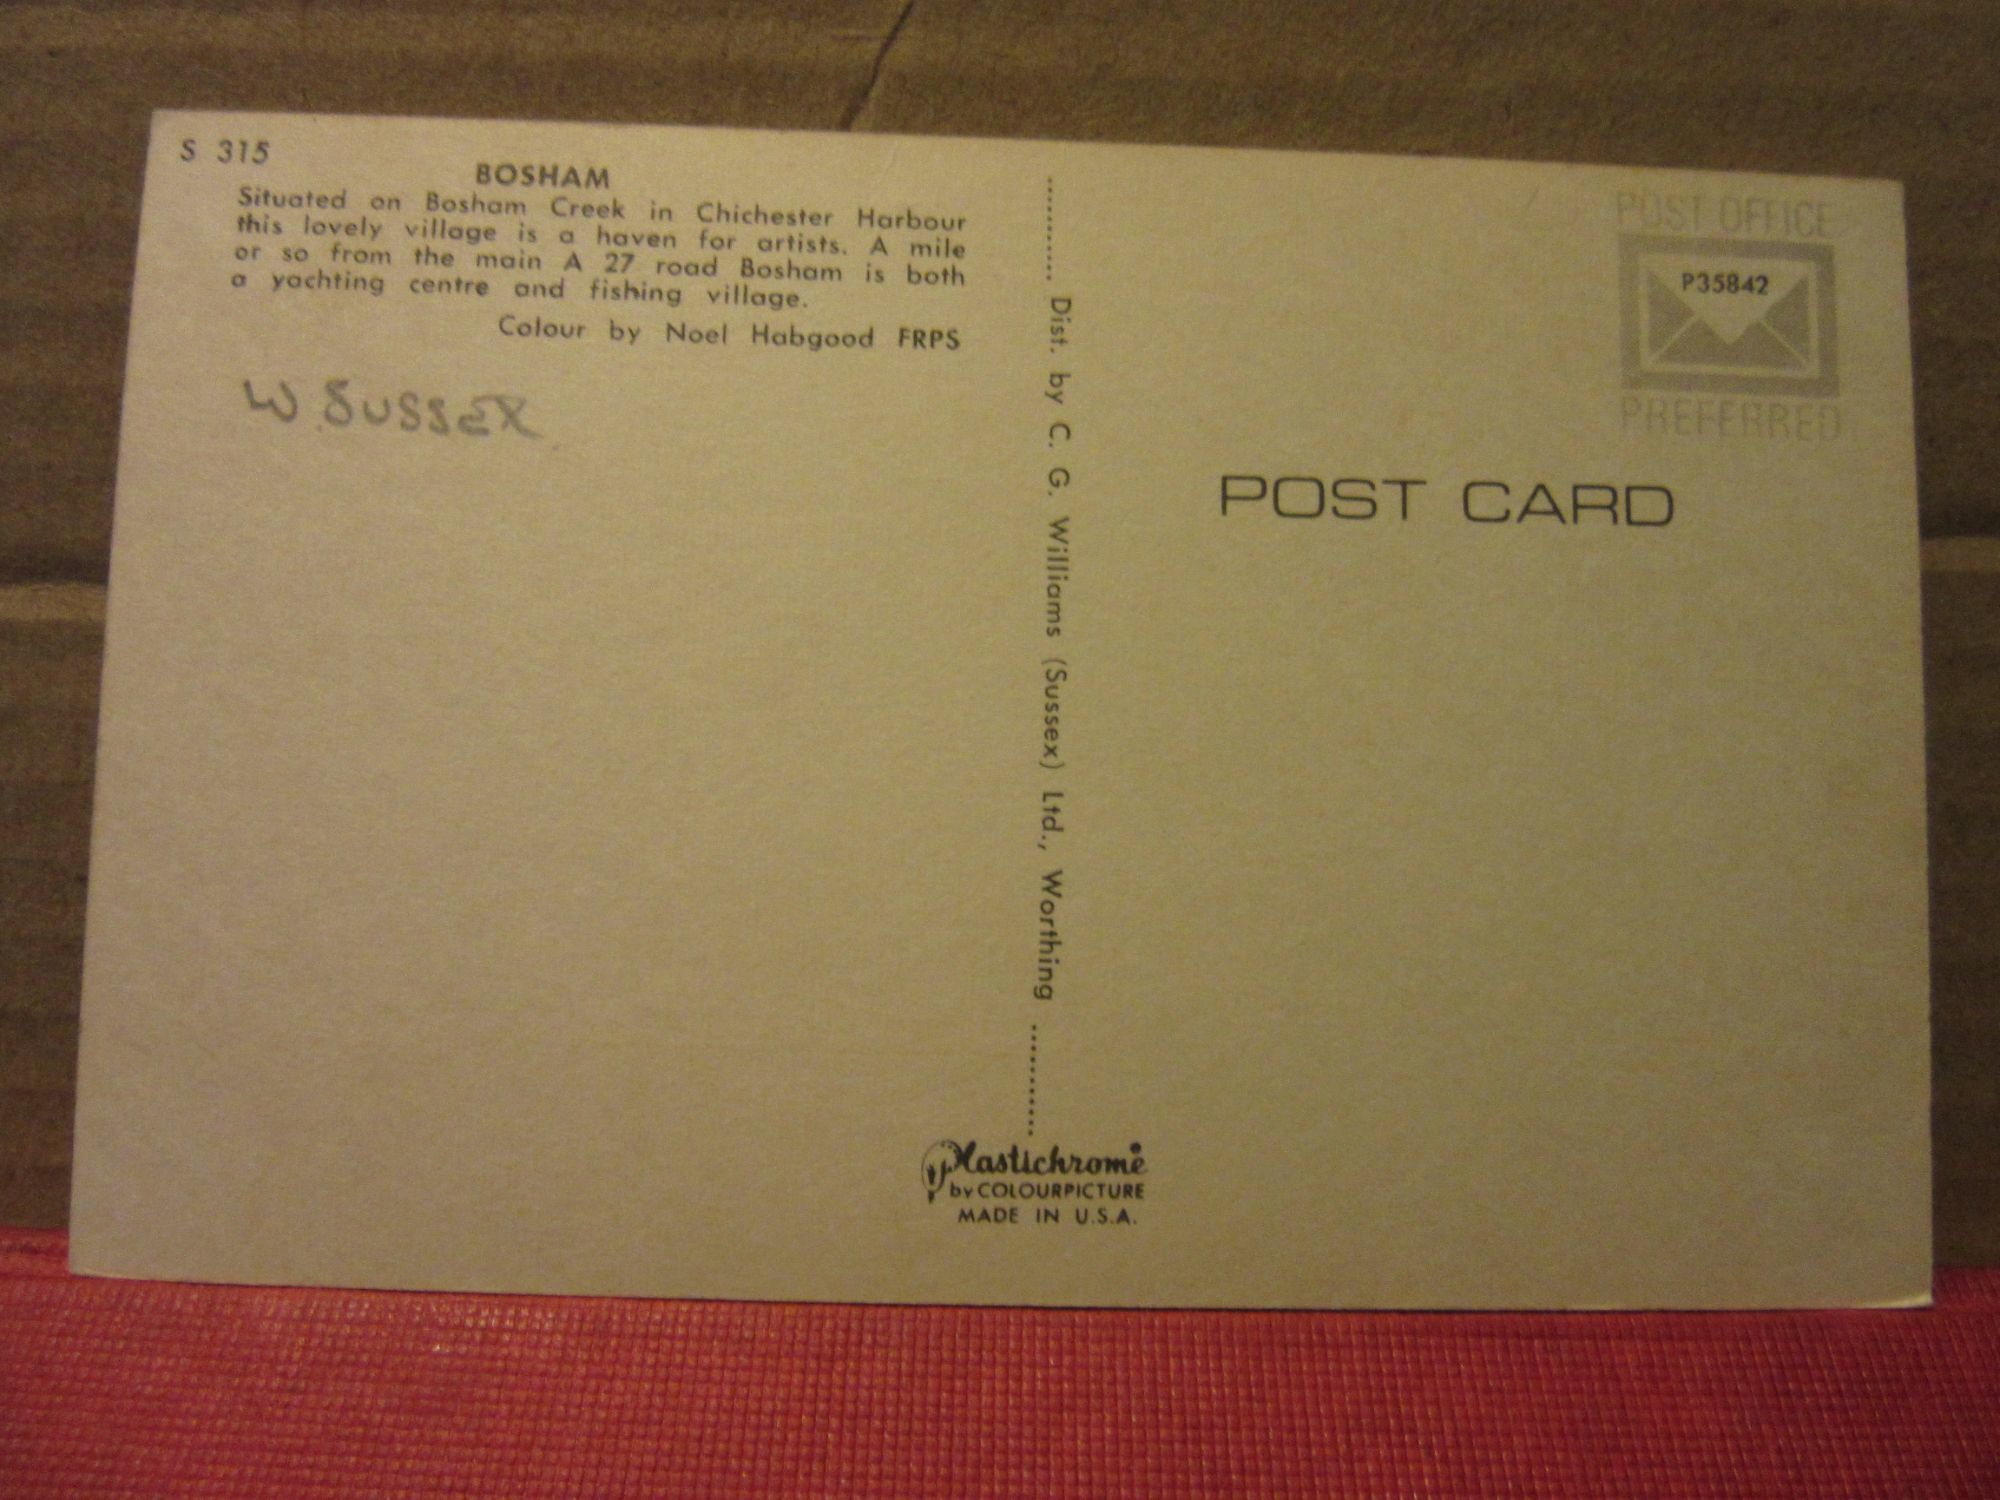 S 315
BOSHAM
Situated on Bosham Creek in Chichester Harbour
this lovely village is a haven for artists. A mile
or so from the main A 27 road Bosham is both
a yachting centre and fishing village.
Colour by Noel Habgood FRPS
W. SUSSEX
........... Dist. by C. G. Williams (Sussex) Ltd., Worthing ...........
POST OFFICE
P35842
PREFERRED
POST CARD
Plastichrome
by COLOURPICTURE
MADE IN U.S.A.